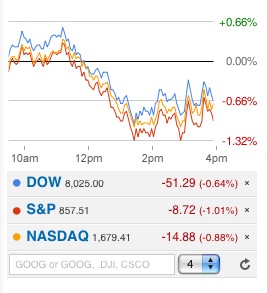 +0.66%
0.00%
-0.66%
-1.32%
10am 12pm 2pm 4pm
DOW 8,025.00 -51.29 (-0.64%) ×
S&P 857.51 -8.72 (-1.01%) ×
NASDAQ 1,679.41 -14.88 (-0.88%) ×
GOOG or GOOG, .DJI, CSCO 4